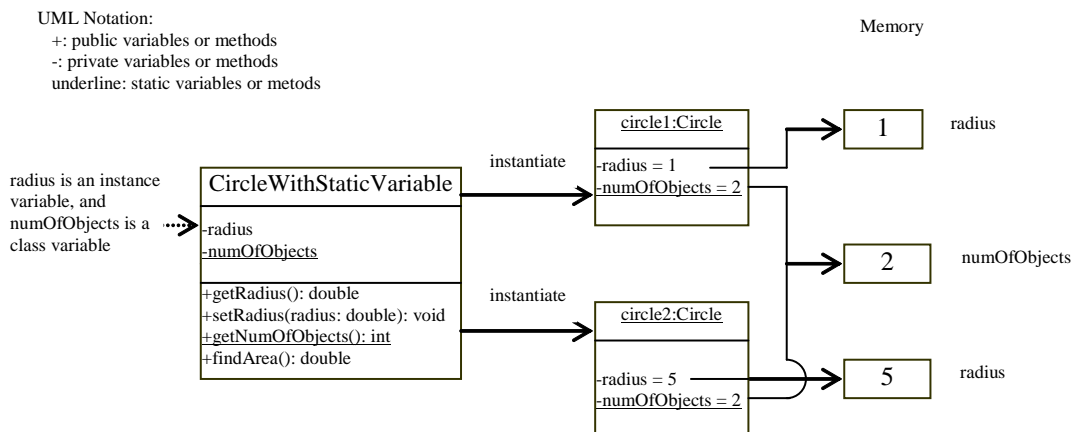 UML Notation:
+: public variables or methods
-: private variables or methods
underline: static variables or metods
Memory
radius is an instance
variable, and
numOfObjects is a
class variable
CircleWithStaticVariable
-radius
-numOfObjects
+getRadius(): double
+setRadius(radius: double): void
+getNumOfObjects(): int
+findArea(): double
instantiate
circle1:Circle
-radius = 1
-numOfObjects = 2
1
radius
2
numOfObjects
instantiate
circle2:Circle
-radius = 5
-numOfObjects = 2
5
radius